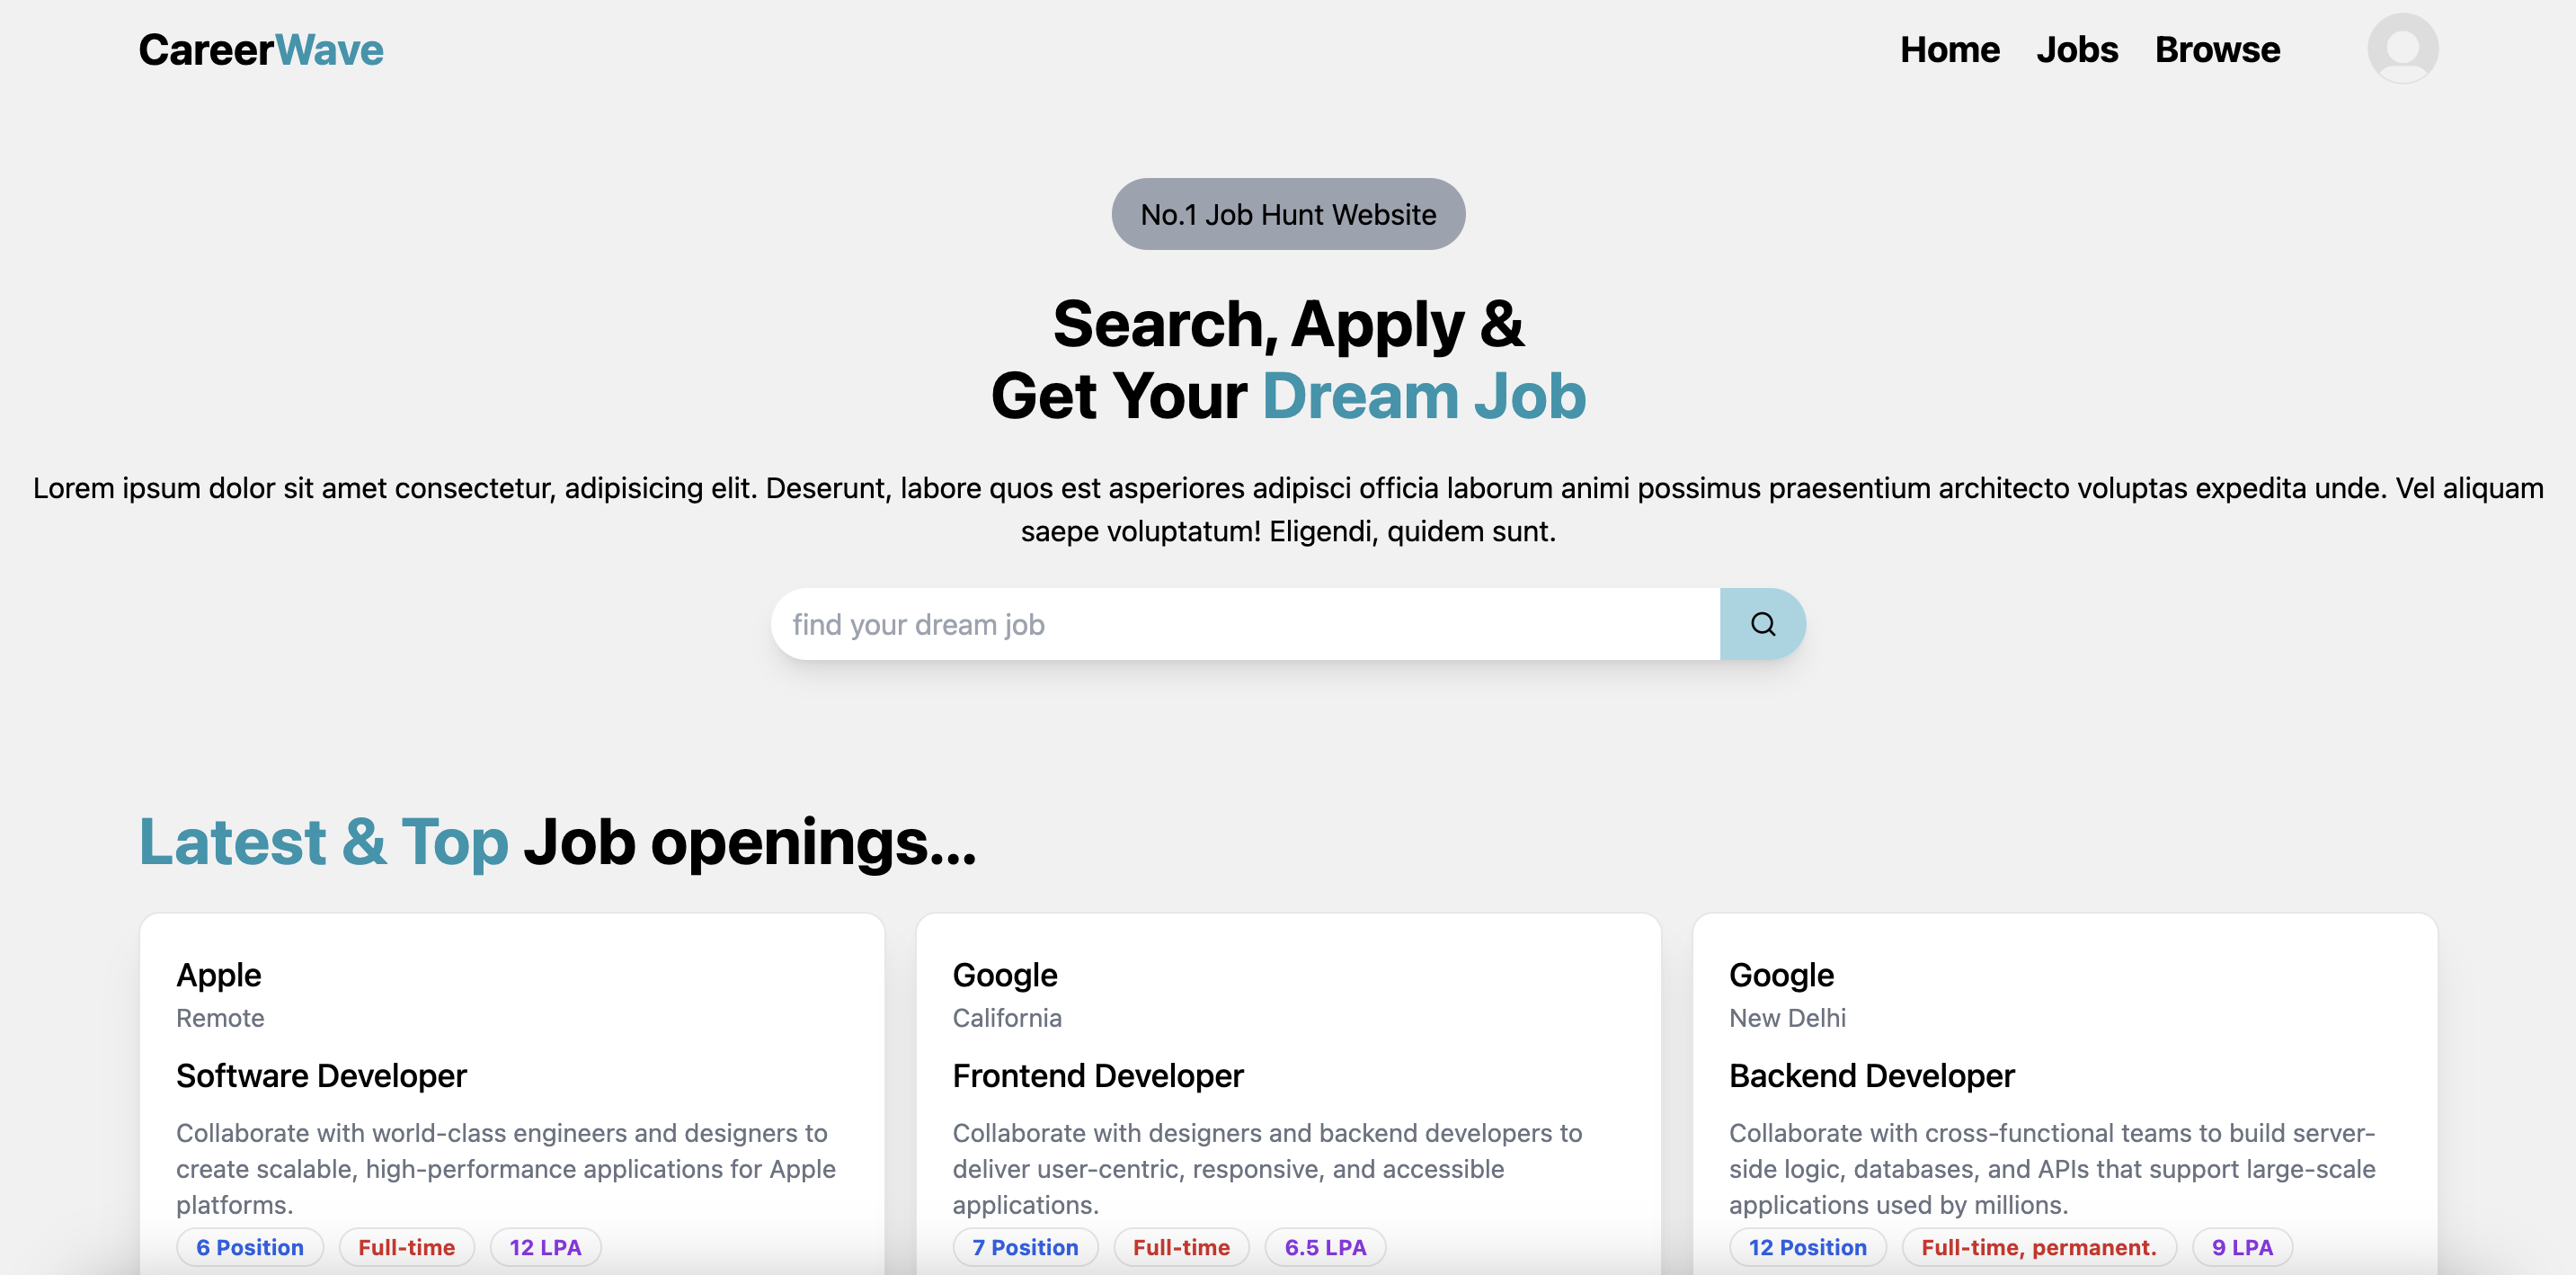 CareerWave
Home Jobs Browse
No.1 Job Hunt Website
Search, Apply &
Get Your Dream Job
Lorem ipsum dolor sit amet consectetur, adipisicing elit. Deserunt, labore quos est asperiores adipisci officia laborum animi possimus praesentium architecto voluptas expedita unde. Vel aliquam
saepe voluptatum! Eligendi, quidem sunt.
find your dream job
Latest & Top Job openings...
Apple
Remote
Software Developer
Collaborate with world-class engineers and designers to
create scalable, high-performance applications for Apple
platforms.
6 Position Full-time 12 LPA
Google
California
Frontend Developer
Collaborate with designers and backend developers to
deliver user-centric, responsive, and accessible
applications.
7 Position Full-time 6.5 LPA
Google
New Delhi
Backend Developer
Collaborate with cross-functional teams to build server-
side logic, databases, and APIs that support large-scale
applications used by millions.
12 Position Full-time, permanent. 9 LPA